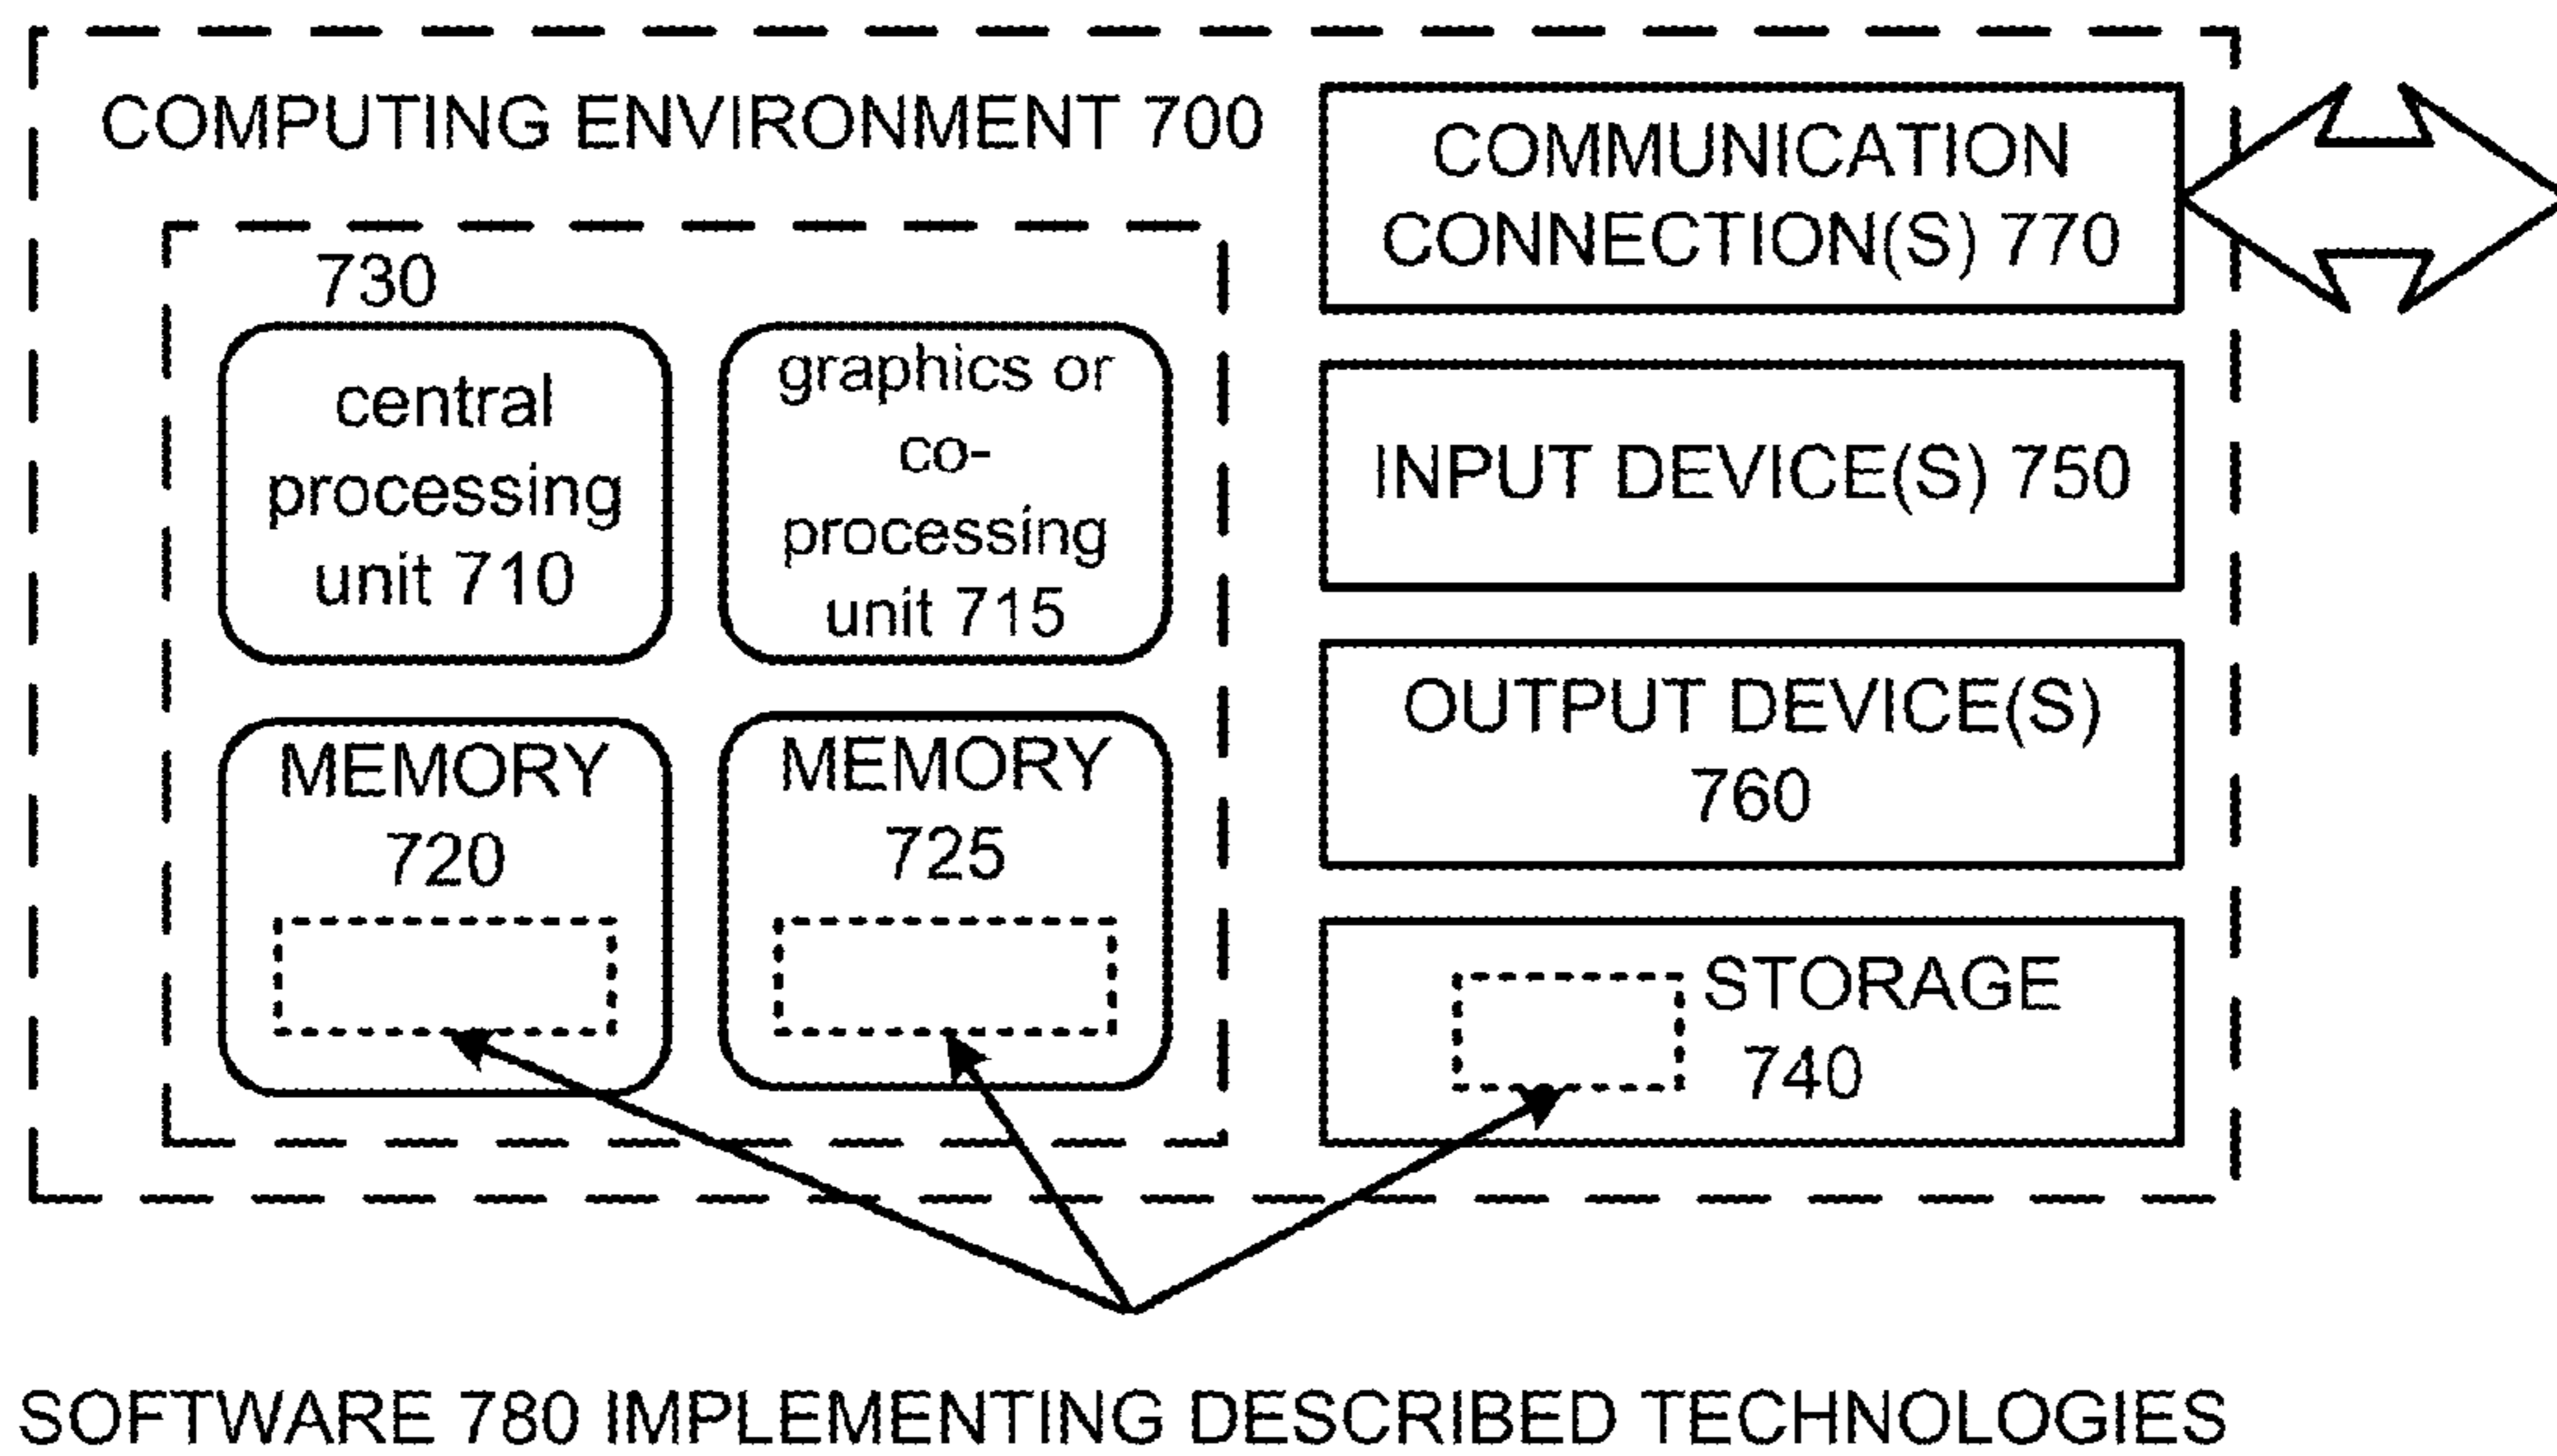 COMPUTING ENVIRONMENT 700
730
central
processing
unit 710
graphics or
co-
processing
unit 715
MEMORY
720
MEMORY
725
COMMUNICATION
CONNECTION(S) 770
INPUT DEVICE(S) 750
OUTPUT DEVICE(S)
760
STORAGE
740
SOFTWARE 780 IMPLEMENTING DESCRIBED TECHNOLOGIES